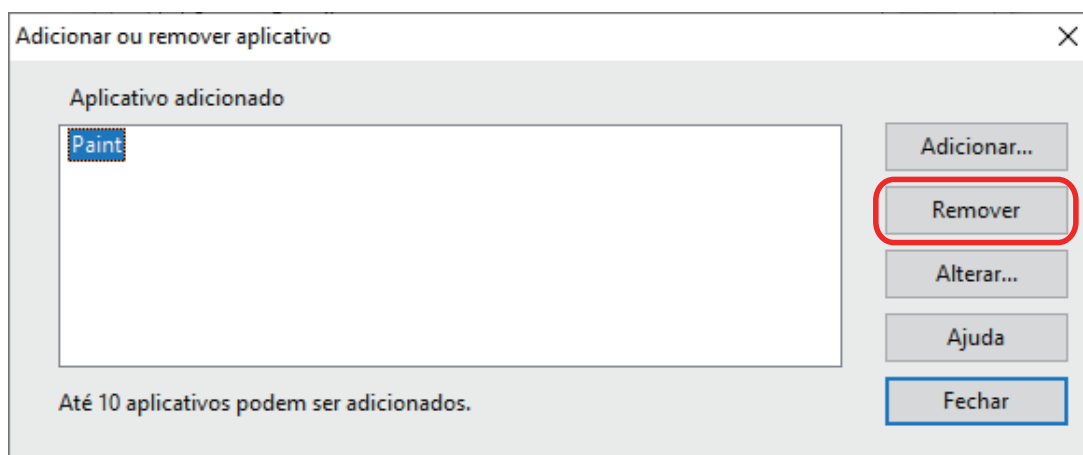 Adicionar ou remover aplicativo
Aplicativo adicionado
Paint
Adicionar...
Remover
Alterar...
Ajuda
Fechar
Até 10 aplicativos podem ser adicionados.